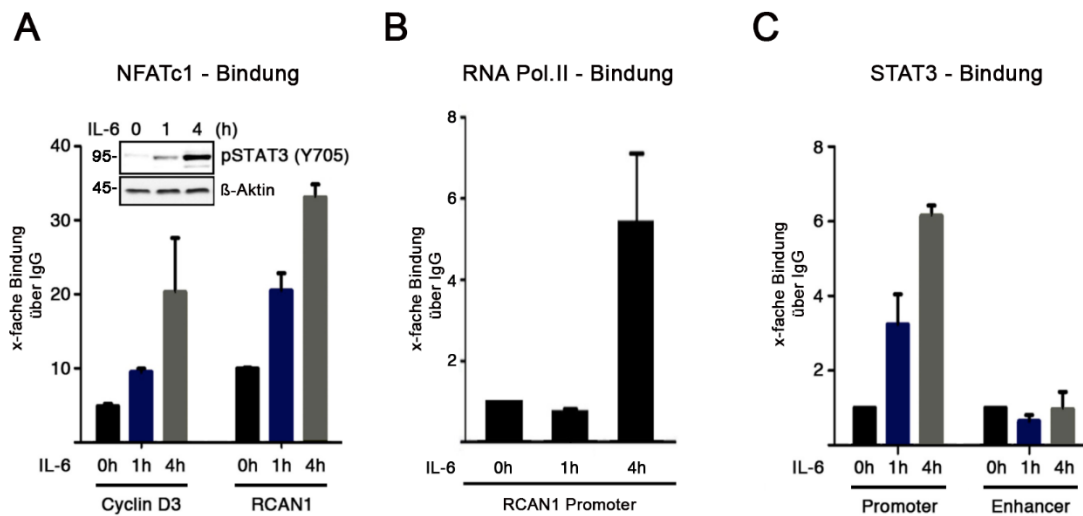 A
NFATc1 - Bindung
IL-6 0 1 4 (h)
95- pSTAT3 (Y705)
45- ß-Aktin
x-fache Bindung
über IgG
40
30
20
10
IL-6 0h 1h 4h 0h 1h 4h
Cyclin D3 RCAN1
B
RNA Pol.II - Bindung
x-fache Bindung
über IgG
8
6
4
2
IL-6 0h 1h 4h
RCAN1 Promoter
C
STAT3 - Bindung
x-fache Bindung
über IgG
8
6
4
2
IL-6 0h 1h 4h 0h 1h 4h
Promoter Enhancer